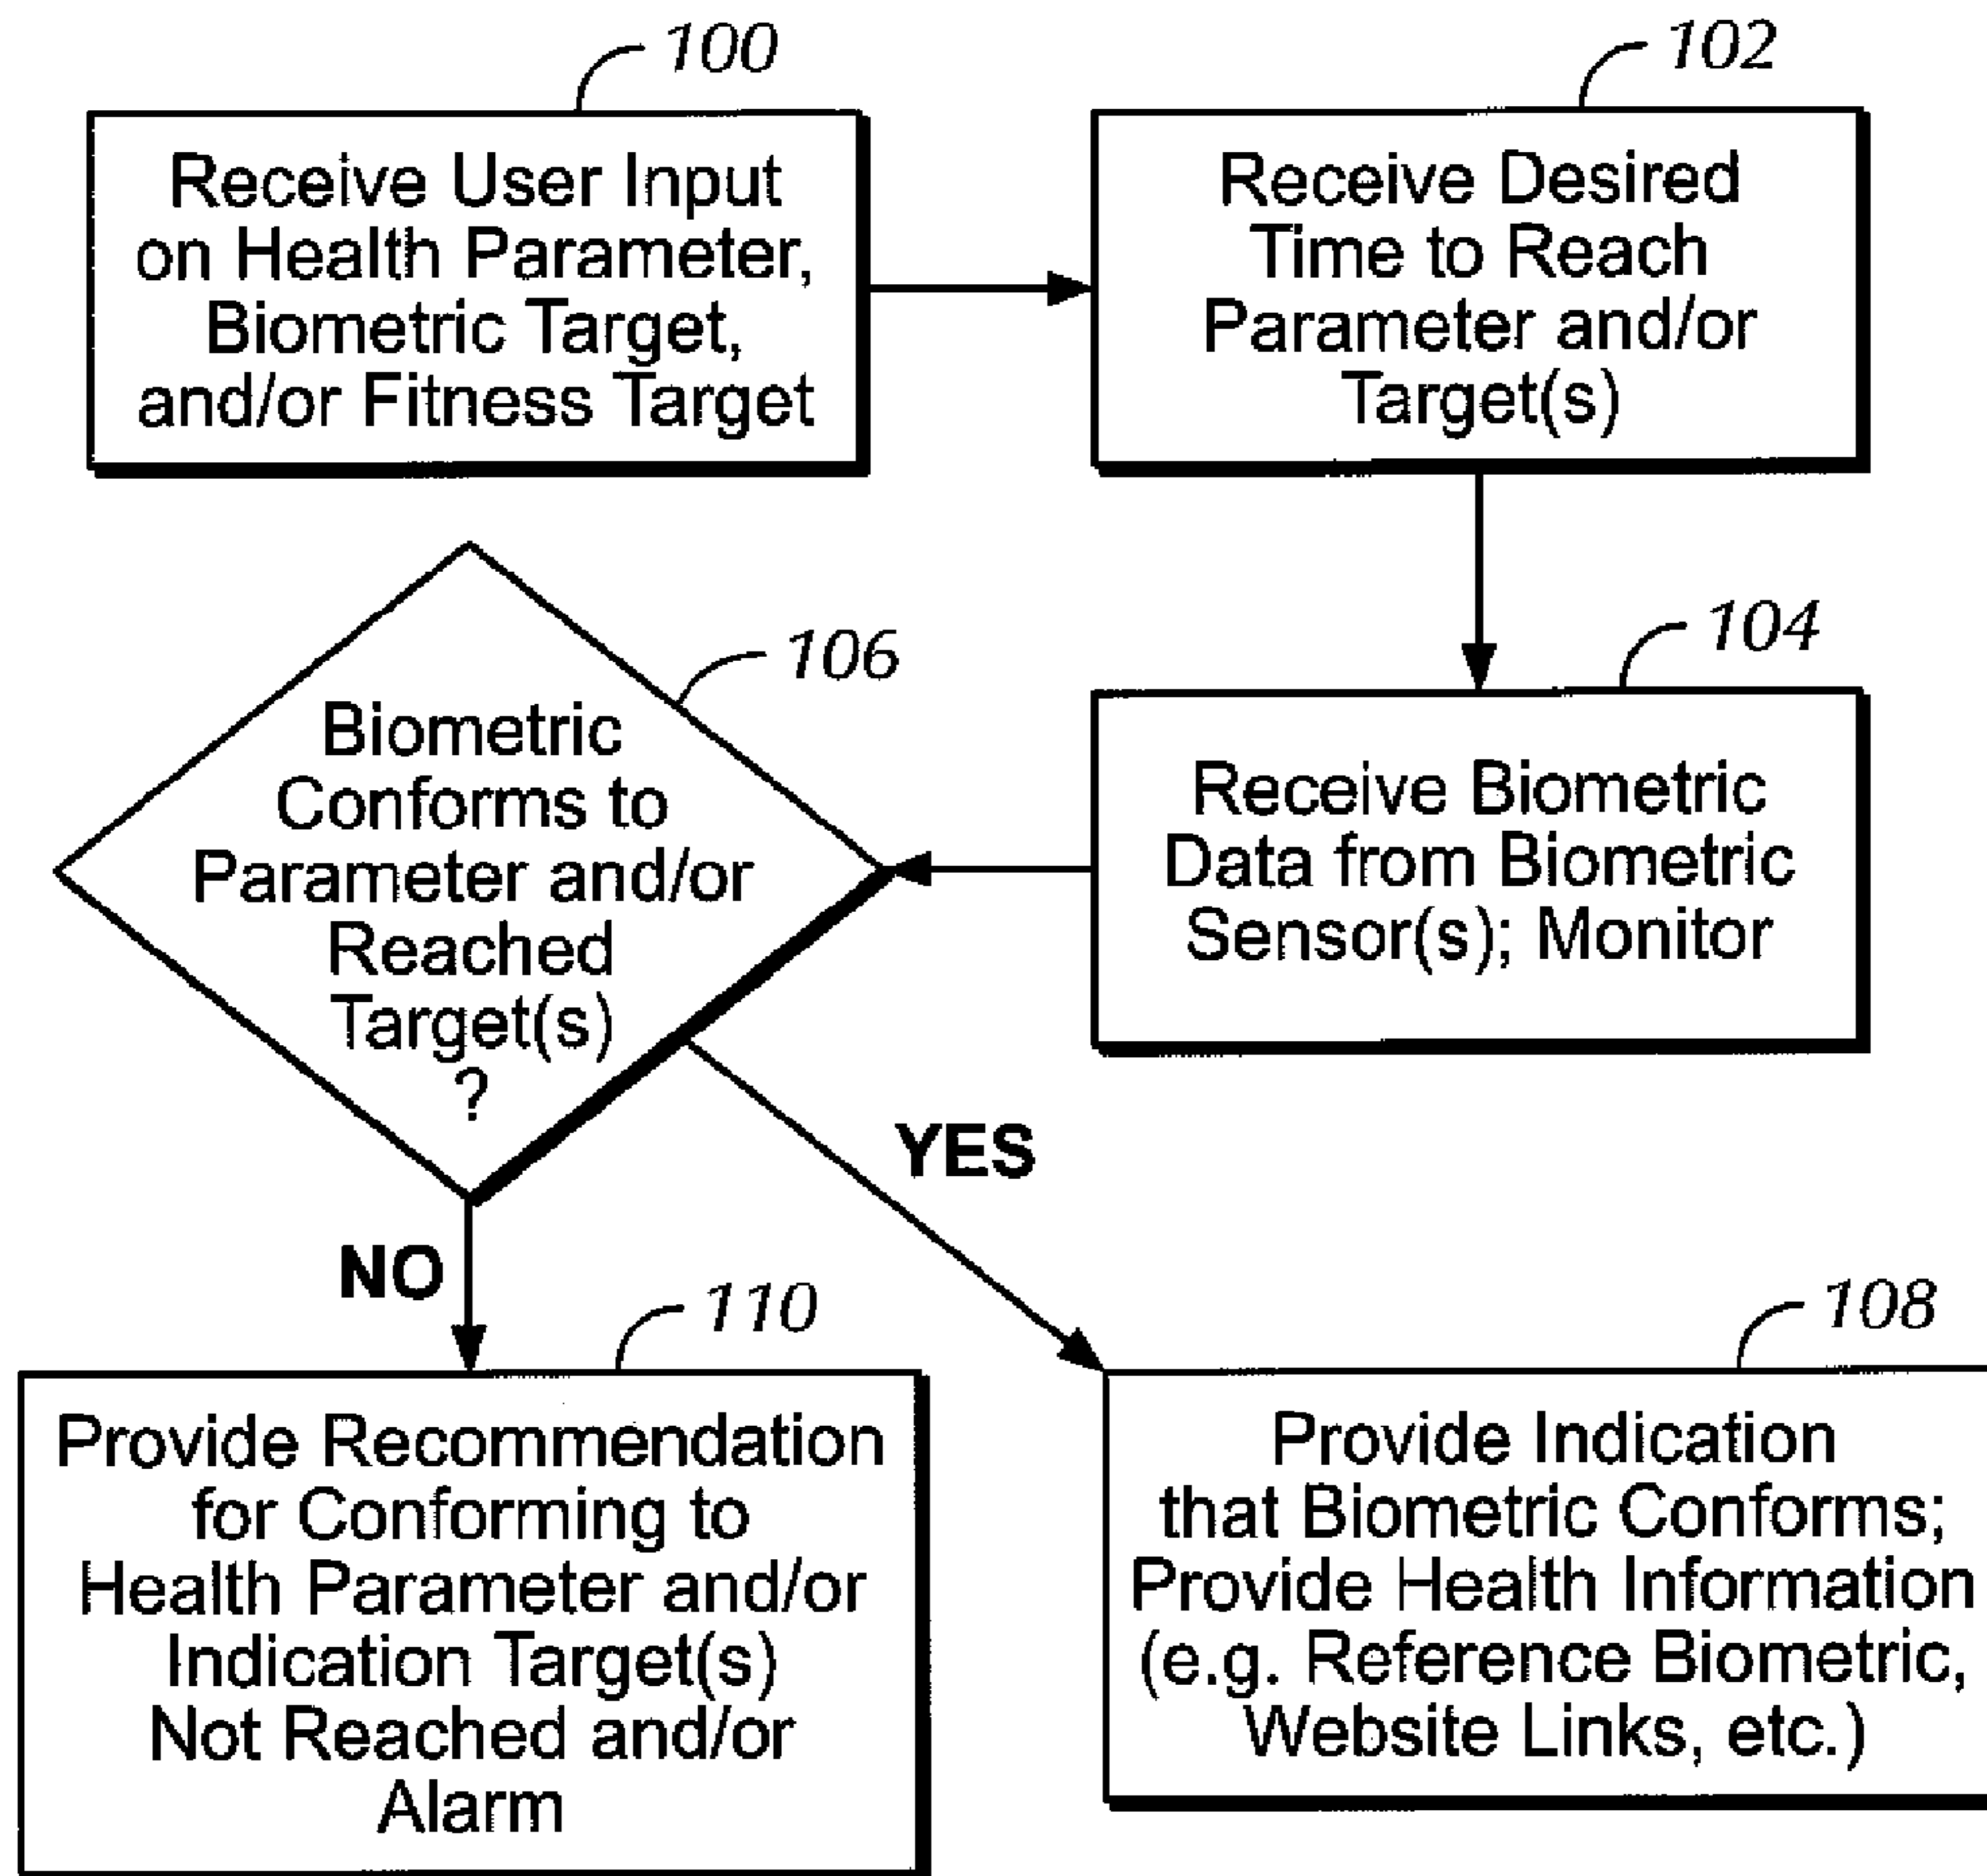 100
Receive User Input
on Health Parameter,
Biometric Target,
and/or Fitness Target
102
Receive Desired
Time to Reach
Parameter and/or
Target(s)
104
Receive Biometric
Data from Biometric
Sensor(s); Monitor
106
Biometric
Conforms to
Parameter and/or
Reached
Target(s)
?
YES
NO
110
Provide Recommendation
for Conforming to
Health Parameter and/or
Indication Target(s)
Not Reached and/or
Alarm
108
Provide Indication
that Biometric Conforms;
Provide Health Information
(e.g. Reference Biometric,
Website Links, etc.)